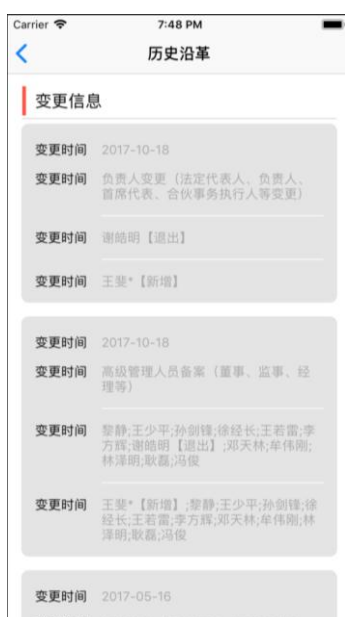 Carrier 7:48 PM
历史沿革
变更信息
变更时间 2017-10-18
变更时间 负责人变更（法定代表人、负责人、
首席代表、合伙事务执行人等变更）
变更时间 谢皓明【退出】
变更时间 王斐*【新增】
变更时间 2017-10-18
变更时间 高级管理人员备案（董事、监事、经
理等）
变更时间 黎静;王少平;孙剑锋;徐经长;王若雷;李
方辉;谢皓明【退出】;邓天林;牟伟刚;
林泽明;耿磊;冯俊
变更时间 王斐*【新增】;黎静;王少平;孙剑锋;徐
经长;王若雷;李方辉;邓天林;牟伟刚;林
泽明;耿磊;冯俊
变更时间 2017-05-16